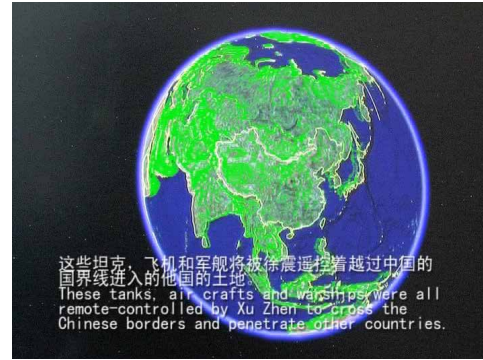 这些坦克，飞机和军舰将被徐震遥控着越过中国的
国界线进入的他国的土地
These tanks, air crafts and warships were all
remote-controlled by Xu Zhen to cross the
Chinese borders and penetrate other countries.